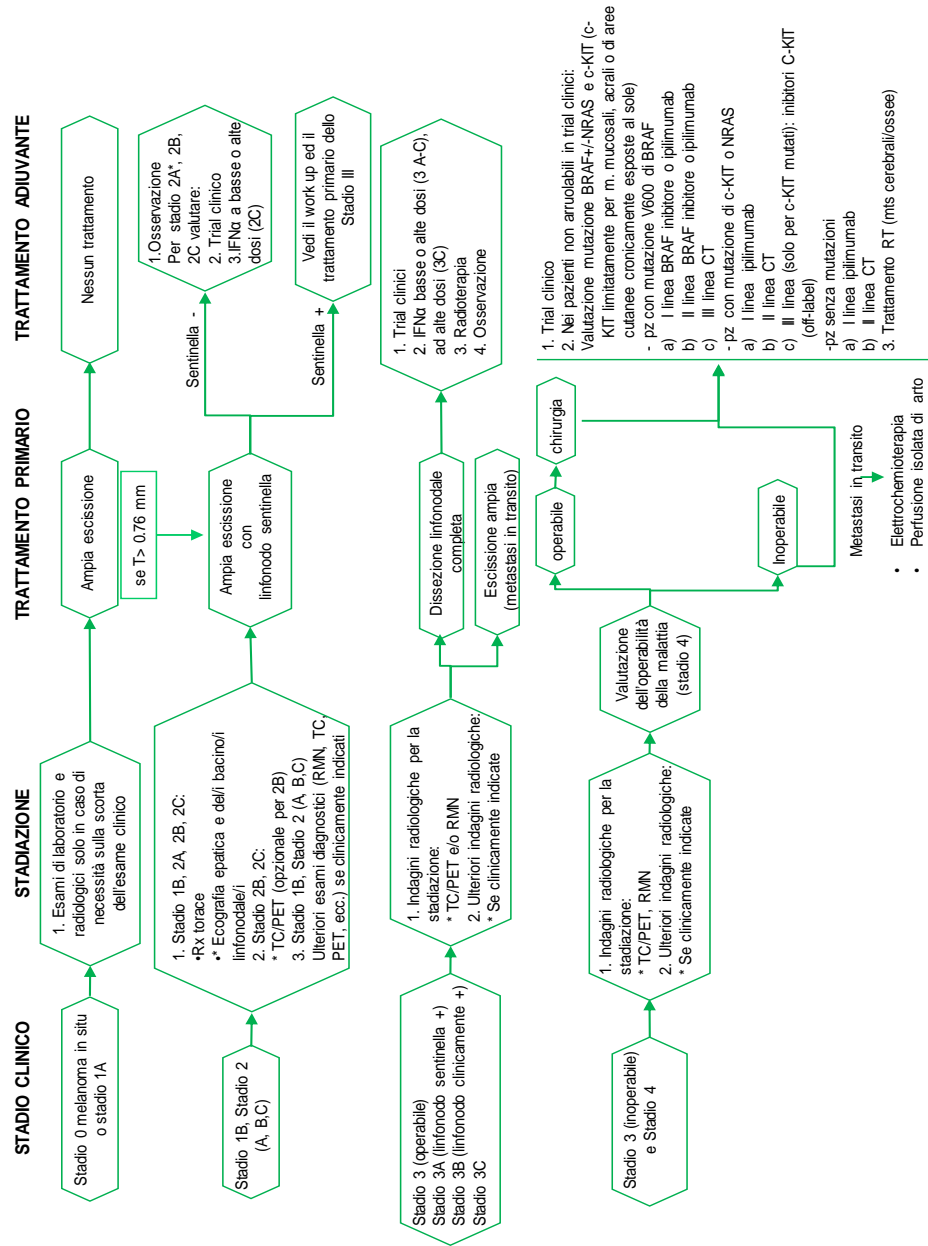 STADIO CLINICO
STADIAZIONE
TRATTAMENTO PRIMARIO
TRATTAMENTO ADIUVANTE
Stadio 0 melanoma in situ
o stadio 1A
1. Esami di laboratorio e
radiologici solo in caso di
necessità sulla scorta
dell'esame clinico
Ampia escissione
Nessun trattamento
se T> 0.76 mm
Stadio 1B, Stadio 2
(A, B,C)
1. Stadio 1B, 2A, 2B, 2C:
•Rx torace
•* Ecografia epatica e del/i bacino/i
linfonodale/i
2. Stadio 2B, 2C:
* TC/PET (opzionale per 2B)
3. Stadio 1B, Stadio 2 (A, B,C)
Ulteriori esami diagnostici (RMN, TC,
PET, ecc.) se clinicamente indicati
Ampia escissione
con
linfonodo sentinella
Sentinella -
1.Osservazione
Per stadio 2A*, 2B,
2C valutare:
2. Trial clinico
3.IFNα a basse o alte
dosi (2C)
Sentinella +
Vedi il work up ed il
trattamento primario dello
Stadio III
Stadio 3 (operabile)
Stadio 3A (linfonodo sentinella +)
Stadio 3B (linfonodo clinicamente +)
Stadio 3C
1. Indagini radiologiche per la
stadiazione:
* TC/PET e/o RMN
2. Ulteriori indagini radiologiche:
* Se clinicamente indicate
Dissezione linfonodale
completa
Escissione ampia
(metastasi in transito)
1. Trial clinici
2. IFNα basse o alte dosi (3 A-C),
ad alte dosi (3C)
3. Radioterapia
4. Osservazione
Stadio 3 (inoperabile)
e Stadio 4
1. Indagini radiologiche per la
stadiazione:
* TC/PET, RMN
2. Ulteriori indagini radiologiche:
* Se clinicamente indicate
Valutazione
dell'operabilità
della malattia
(stadio 4)
operabile
chirurgia
Inoperabile
Metastasi in transito
• Elettrochemioterapia
• Perfusione isolata di arto
1. Trial clinico
2. Nei pazienti non arruolabili in trial clinici:
Valutazione mutazione BRAF+/-NRAS e c-KIT (c-
KIT limitatamente per m. mucosali, acrali o di aree
cutanee cronicamente esposte al sole)
- pz con mutazione V600 di BRAF
a) I linea BRAF inibitore o ipilimumab
b) II linea BRAF inibitore o ipilimumab
c) III linea CT
- pz con mutazione di c-KIT o NRAS
a) I linea ipilimumab
b) II linea CT
c) III linea (solo per c-KIT mutati): inibitori C-KIT
(off-label)
-pz senza mutazioni
a) I linea ipilimumab
b) II linea CT
3. Trattamento RT (mts cerebrali/ossee)